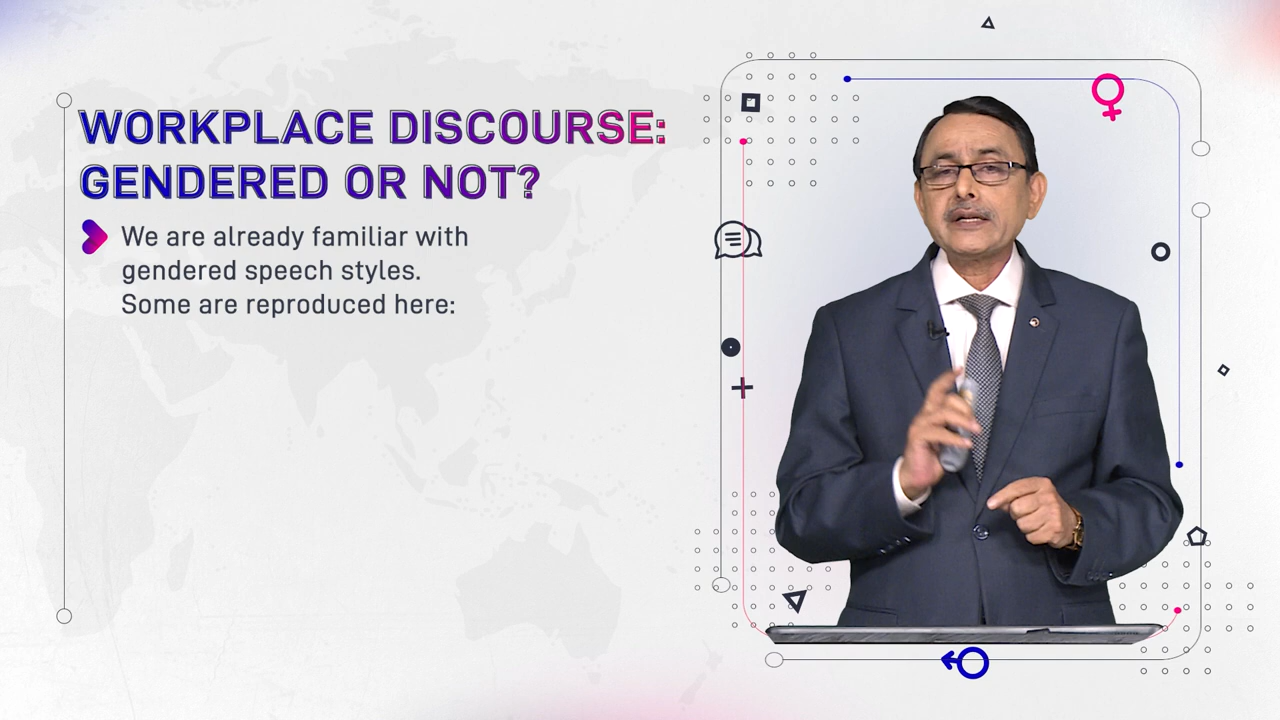 WORKPLACE DISCOURSE:
GENDERED OR NOT?
We are already familiar with
gendered speech styles.
Some are reproduced here: